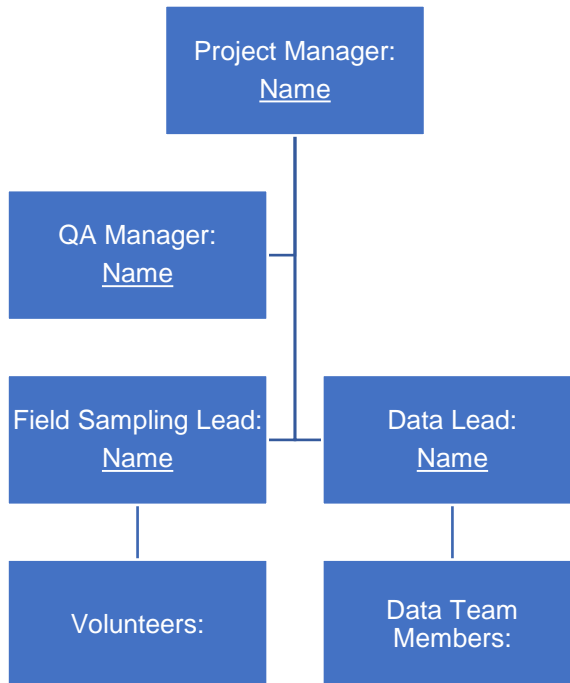 Project Manager:
Name
QA Manager:
Name
Field Sampling Lead:
Name
Data Lead:
Name
Volunteers:
Data Team
Members: